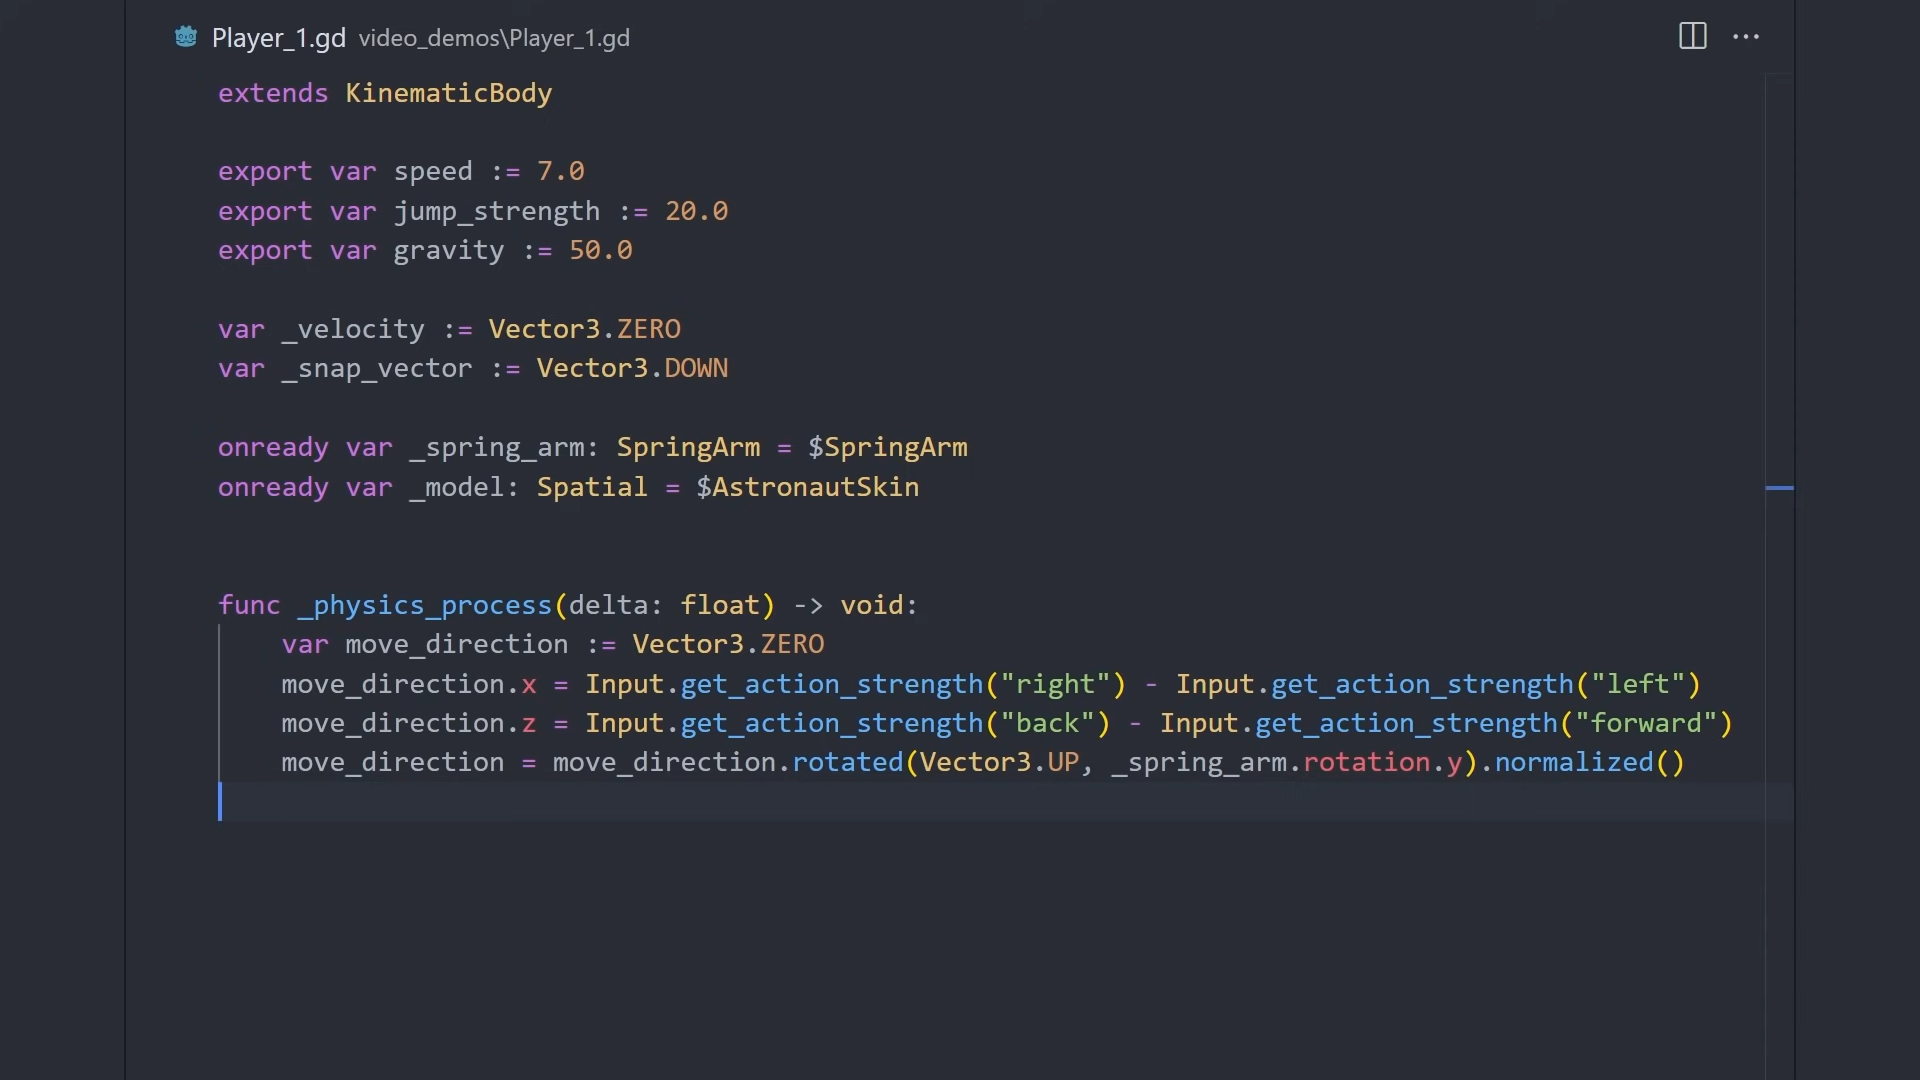 Player_1.gd video_demos\Player_1.gd
extends KinematicBody
export var speed := 7.0
export var jump_strength := 20.0
export var gravity := 50.0
var _velocity := Vector3.ZERO
var _snap_vector := Vector3.DOWN
onready var _spring_arm: SpringArm = $SpringArm
onready var _model: Spatial = $AstronautSkin
func _physics_process(delta: float) -> void:
var move_direction := Vector3.ZERO
move_direction.x = Input.get_action_strength("right") - Input.get_action_strength("left")
move_direction.z = Input.get_action_strength("back") - Input.get_action_strength("forward")
move_direction = move_direction.rotated(Vector3.UP, _spring_arm.rotation.y).normalized()